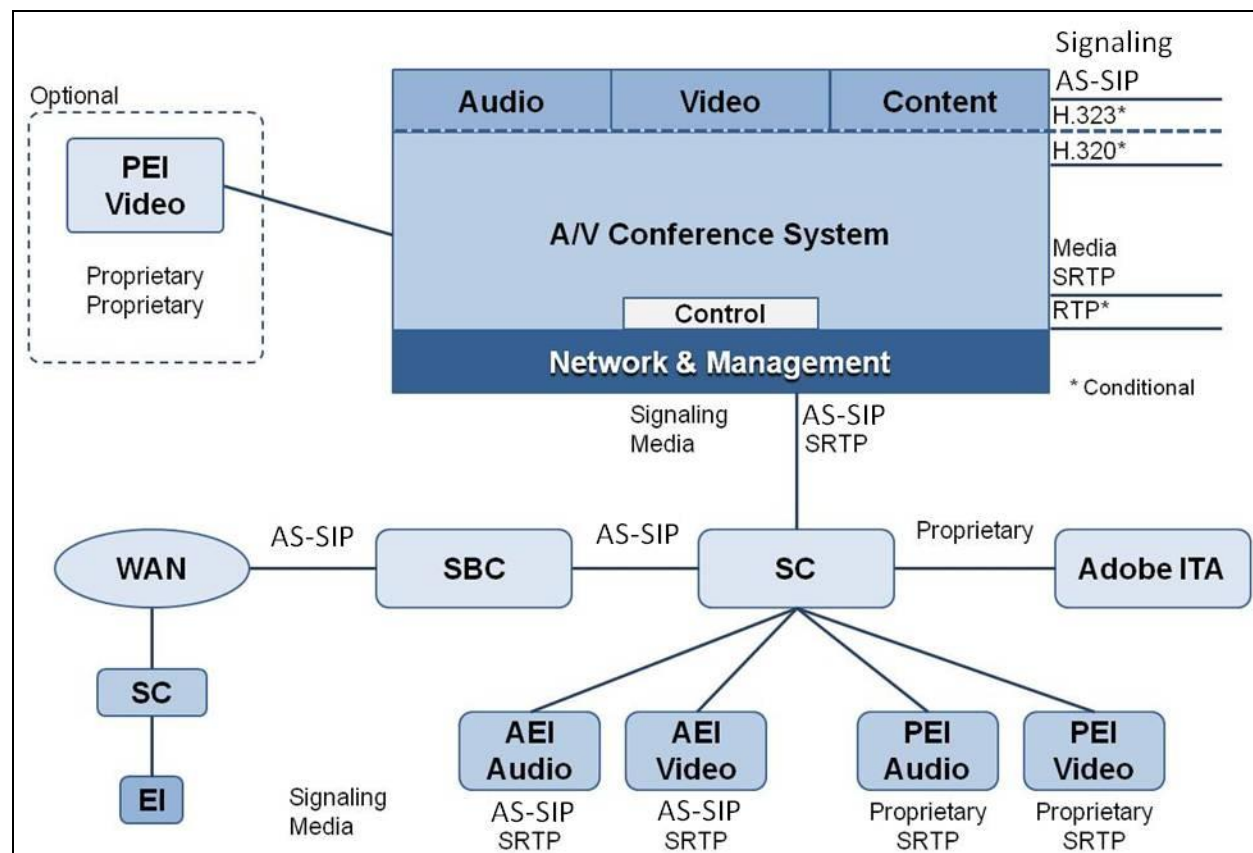 Signaling
AS-SIP
H.323*
H.320*
Optional
Audio
Video
Content
PEI
Video
Proprietary
Proprietary
A/V Conference System
Media
SRTP
RTP*
Control
Network & Management
* Conditional
Signaling
Media
AS-SIP
SRTP
WAN
AS-SIP
SBC
AS-SIP
SC
Proprietary
Adobe ITA
SC
EI
Signaling
Media
AEI
Audio
AS-SIP
SRTP
AEI
Video
AS-SIP
SRTP
PEI
Audio
Proprietary
SRTP
PEI
Video
Proprietary
SRTP